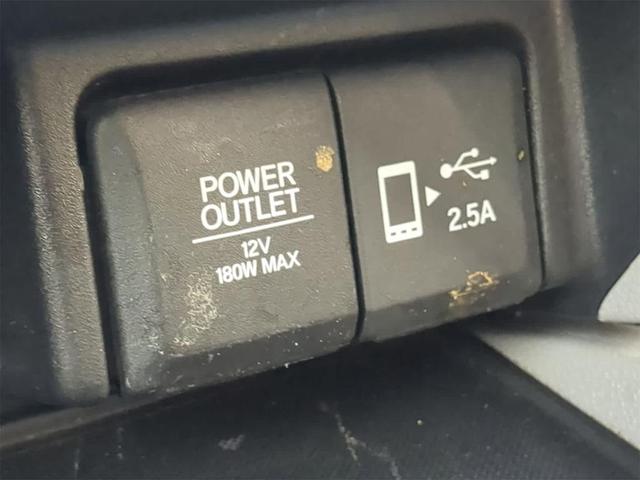 POWER
OUTLET
12V
180W MAX
2.5A